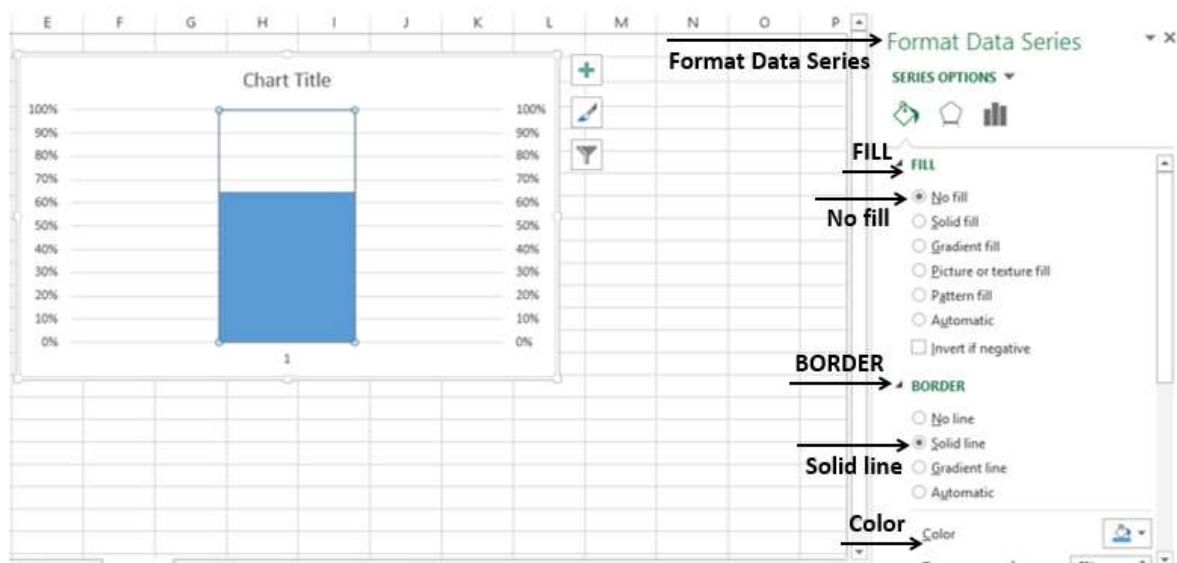 E F G H I J K L M N O P
Format Data Series
Format Data Series
SERIES OPTIONS
Chart Title
100% 100%
90% 90%
80% 80%
70% 70%
60% 60%
50% 50%
40% 40%
30% 30%
20% 20%
10% 10%
0% 0%
1
FILL
FILL
No fill
No fill
Solid fill
Gradient fill
Picture or texture fill
Pattern fill
Automatic
Invert if negative
BORDER
BORDER
No line
Solid line
Solid line
Gradient line
Automatic
Color
Color